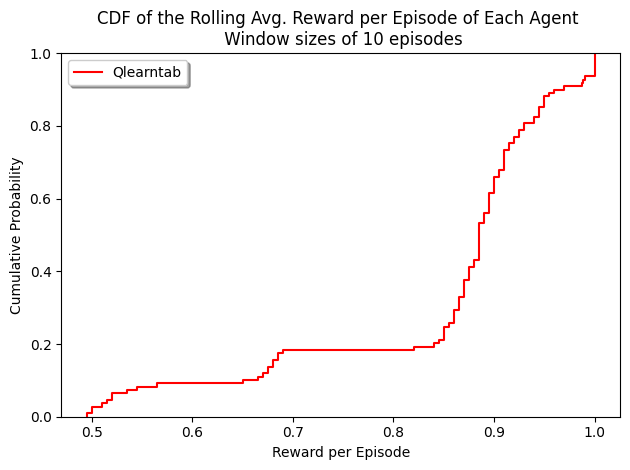 CDF of the Rolling Avg. Reward per Episode of Each Agent
Window sizes of 10 episodes
Qlearntab
1.0
0.8
0.6
0.4
0.2
0.0
Cumulative Probability
0.5 0.6 0.7 0.8 0.9 1.0
Reward per Episode